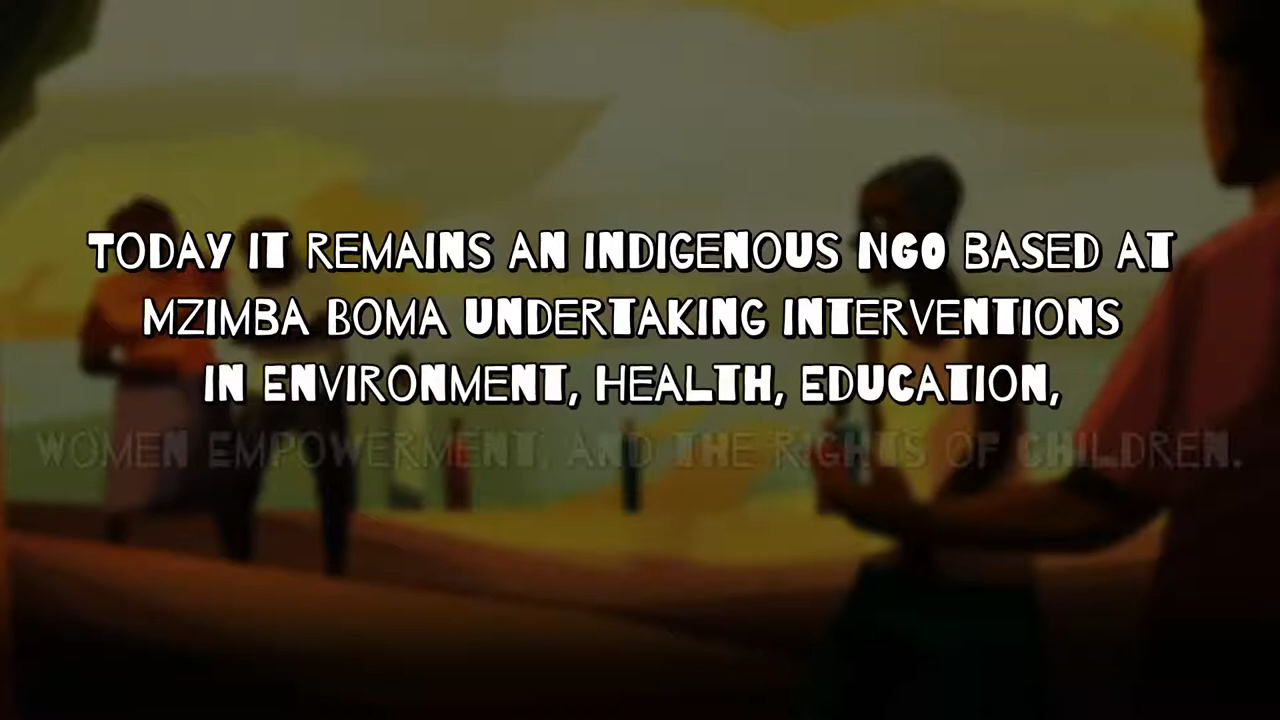 TODAY IT REMAINS AN INDIGENOUS NGO BASED AT
MZIMBA BOMA UNDERTAKING INTERVENTIONS
IN ENVIRONMENT, HEALTH, EDUCATION,
WOMEN EMPOWERMENT, AND THE RIGHTS OF CHILDREN.